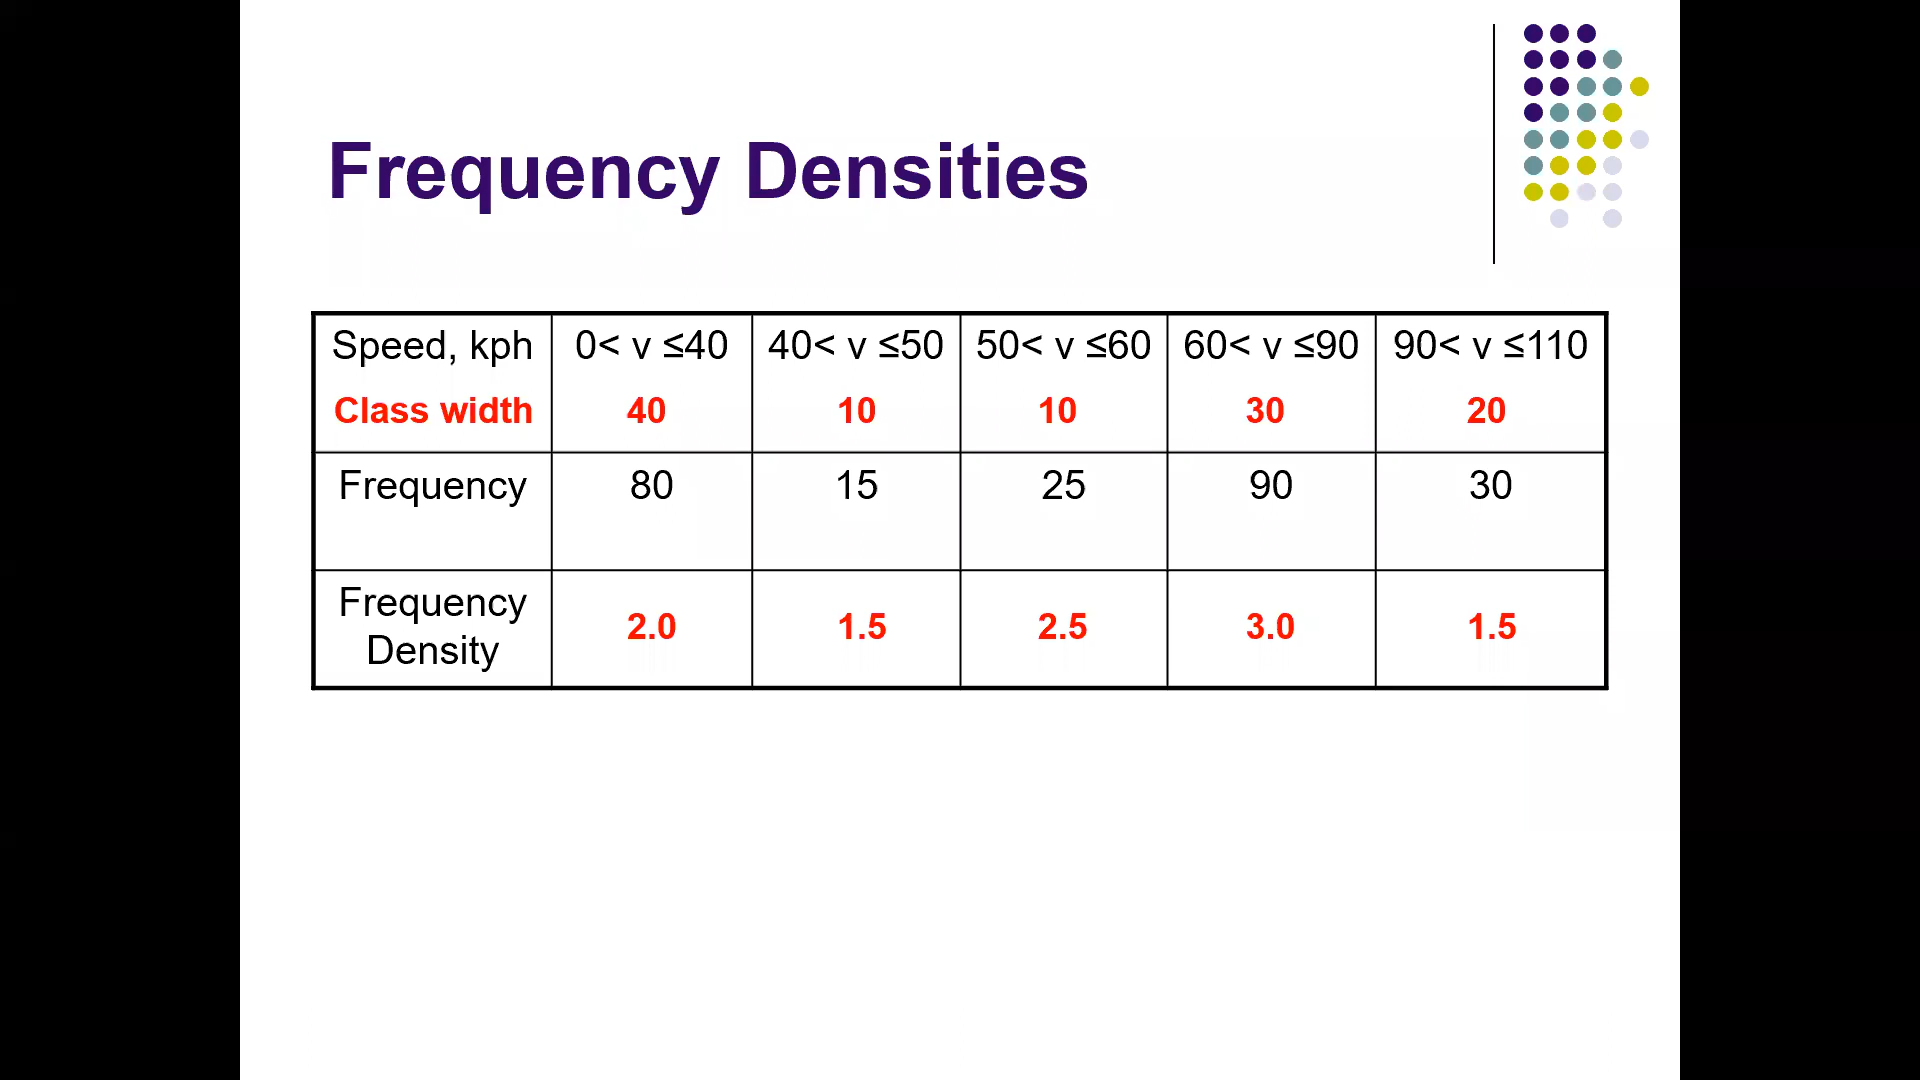 Frequency Densities
Speed, kph 0< v ≤40 40< v ≤50 50< v ≤60 60< v ≤90 90< v ≤110
Class width 40 10 10 30 20
Frequency 80 15 25 90 30
Frequency
Density 2.0 1.5 2.5 3.0 1.5